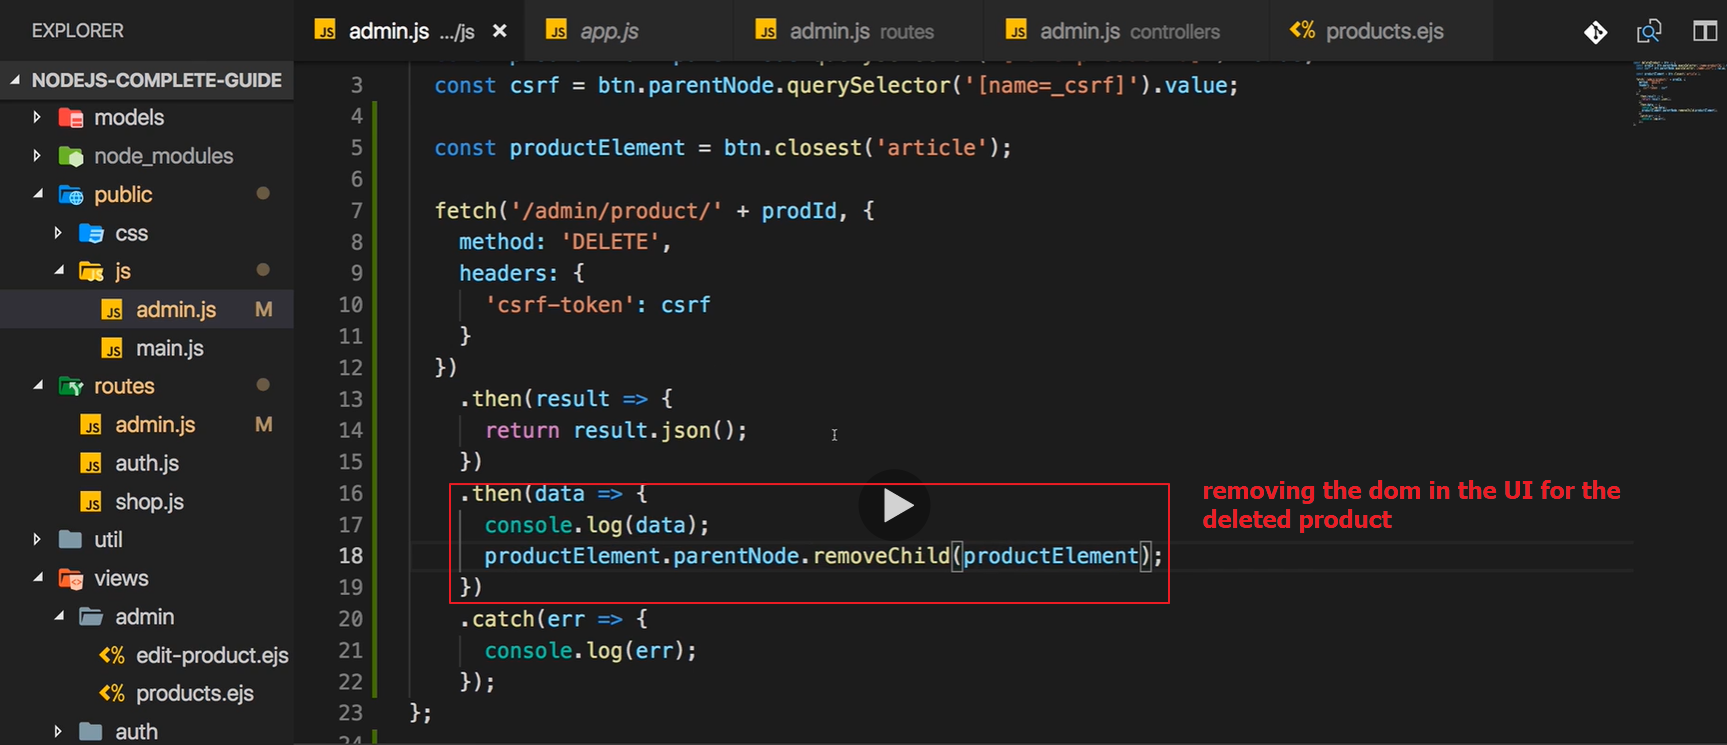 EXPLORER
admin.js .../js ×
app.js
admin.js routes
admin.js controllers
products.ejs
NODEJS-COMPLETE-GUIDE
models
node_modules
public
css
js
admin.js M
main.js
routes
admin.js M
auth.js
shop.js
util
views
admin
edit-product.ejs
products.ejs
auth
3 const csrf = btn.parentNode.querySelector('[name=_csrf]').value;
4
5 const productElement = btn.closest('article');
6
7 fetch('/admin/product/' + prodId, {
8 method: 'DELETE',
9 headers: {
10 'csrf-token': csrf
11 }
12 })
13 .then(result => {
14 return result.json();
15 })
16 .then(data => {
17 console.log(data);
18 productElement.parentNode.removeChild(productElement);
19 })
20 .catch(err => {
21 console.log(err);
22 });
23 };
24
removing the dom in the UI for the
deleted product